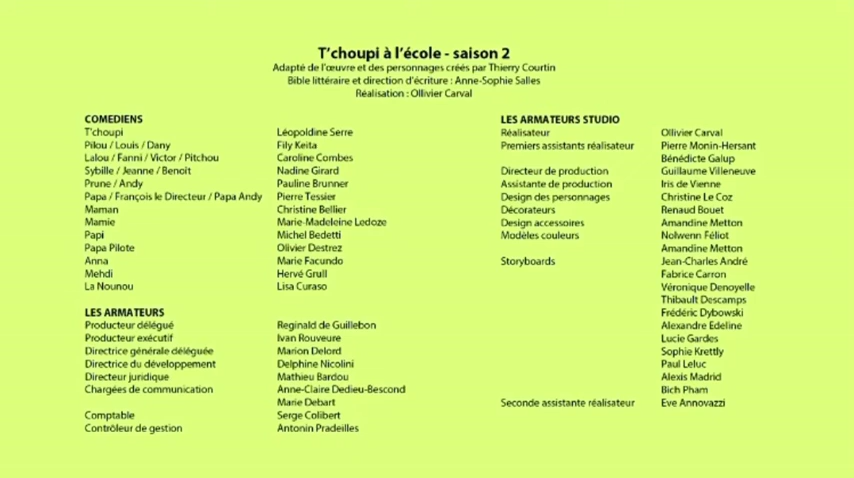 T'choupi à l'école - saison 2
Adapté de l'œuvre et des personnages créés par Thierry Courtin
Bible littéraire et direction d'écriture : Anne-Sophie Salles
Réalisation : Ollivier Carval
COMEDIENS
T'choupi Léopoldine Serre
Pilou / Louis / Dany Fily Keita
Lalou / Fanni / Victor / Pitchou Caroline Combes
Sybille / Jeanne / Benoit Nadine Girard
Prune / Andy Pauline Brunner
Papa / François le Directeur / Papa Andy Pierre Tessier
Maman Christine Bellier
Mamie Marie-Madeleine Ledoze
Papi Michel Bedetti
Papa Pilote Olivier Destrez
Anna Marie Facundo
Mehdi Hervé Grull
La Nounou Lisa Curaso
LES ARMATEURS
Producteur délégué Reginald de Guillebon
Producteur exécutif Ivan Rouveure
Directrice générale déléguée Marion Delord
Directrice du développement Delphine Nicolini
Directeur juridique Mathieu Bardou
Chargées de communication Anne-Claire Dedieu-Bescond
Marie Debart
Comptable Serge Colibert
Contrôleur de gestion Antonin Pradeilles
LES ARMATEURS STUDIO
Réalisateur Ollivier Carval
Premiers assistants réalisateur Pierre Monin-Hersant
Bénédicte Galup
Directeur de production Guillaume Villeneuve
Assistante de production Iris de Vienne
Design des personnages Christine Le Coz
Décorateurs Renaud Bouet
Design accessoires Amandine Metton
Modèles couleurs Nolwenn Féliot
Amandine Metton
Storyboards Jean-Charles André
Fabrice Carron
Véronique Denoyelle
Thibault Descamps
Frédéric Dybowski
Alexandre Edeline
Lucie Gardes
Sophie Krettly
Paul Leluc
Alexis Madrid
Bich Pham
Seconde assistante réalisateur Eve Annovazzi